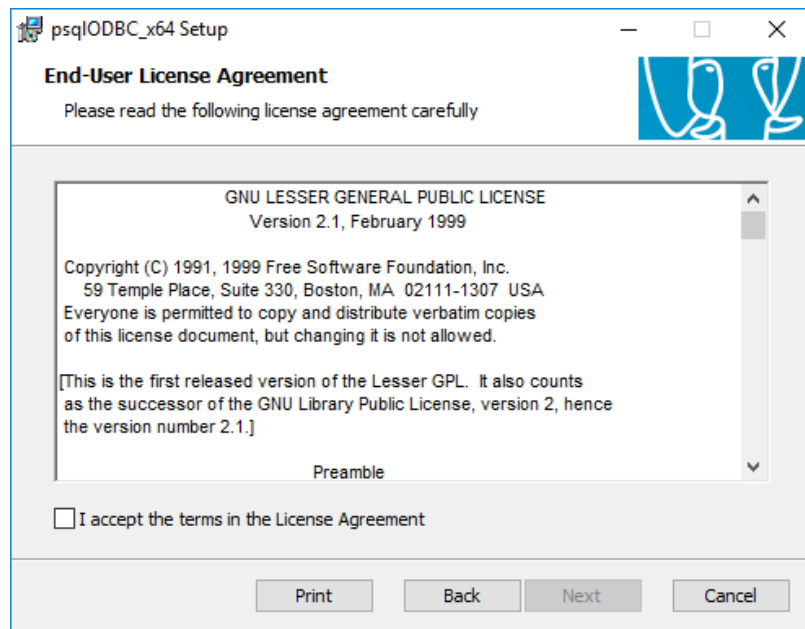 psqlODBC_x64 Setup
End-User License Agreement
Please read the following license agreement carefully
GNU LESSER GENERAL PUBLIC LICENSE
Version 2.1, February 1999
Copyright (C) 1991, 1999 Free Software Foundation, Inc.
59 Temple Place, Suite 330, Boston, MA  02111-1307  USA
Everyone is permitted to copy and distribute verbatim copies
of this license document, but changing it is not allowed.
[This is the first released version of the Lesser GPL.  It also counts
as the successor of the GNU Library Public License, version 2, hence
the version number 2.1.]
Preamble
I accept the terms in the License Agreement
Print Back Next Cancel